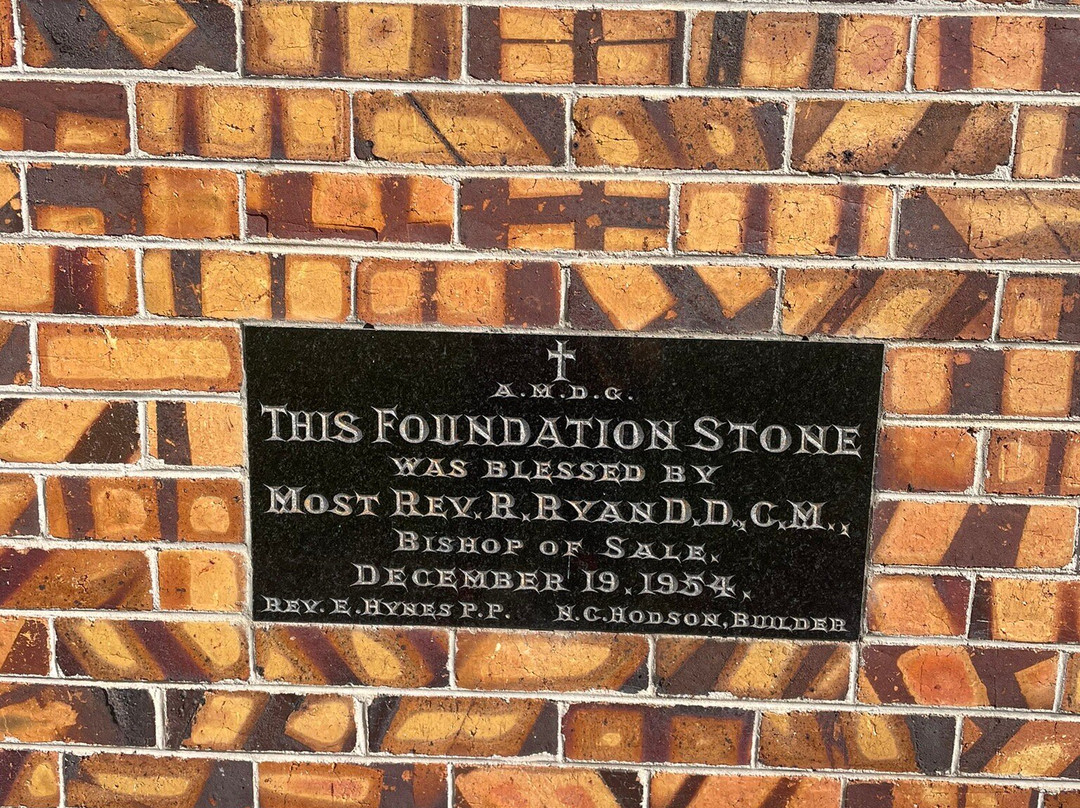 A.M.D.G.
THIS FOUNDATION STONE
WAS BLESSED BY
MOST REV. R. RYAN D.D., C.M.,
BISHOP OF SALE,
DECEMBER 19, 1954.
REV. E. HYNES P.P. N.C. HODSON, BUILDER